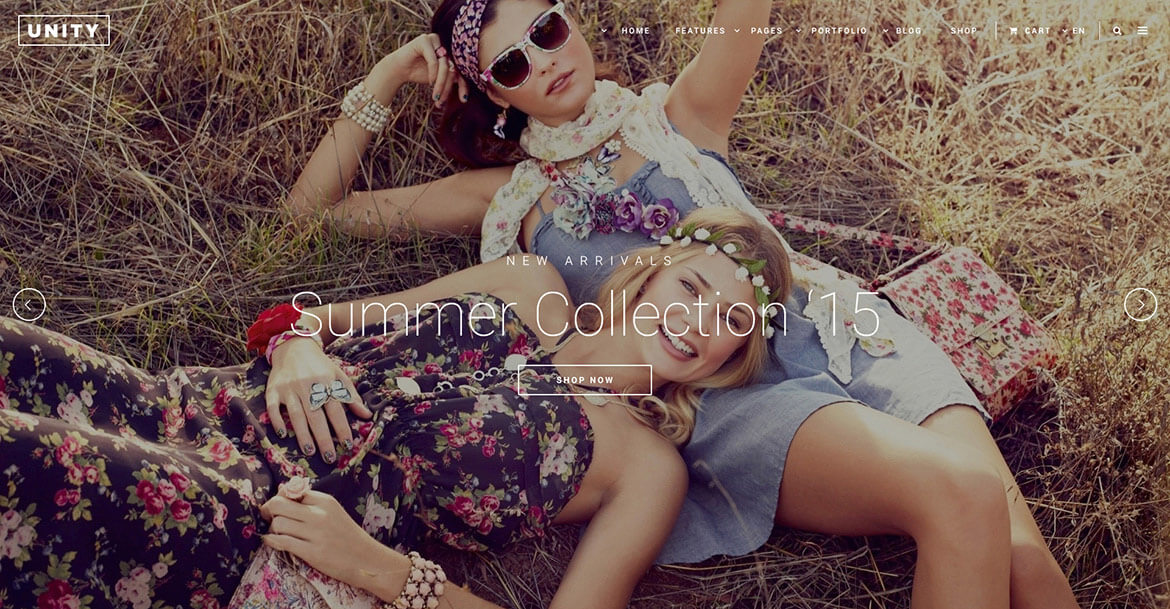 UNITY
HOME FEATURES PAGES PORTFOLIO BLOG SHOP CART EN
NEW ARRIVALS
Summer Collection '15
SHOP NOW